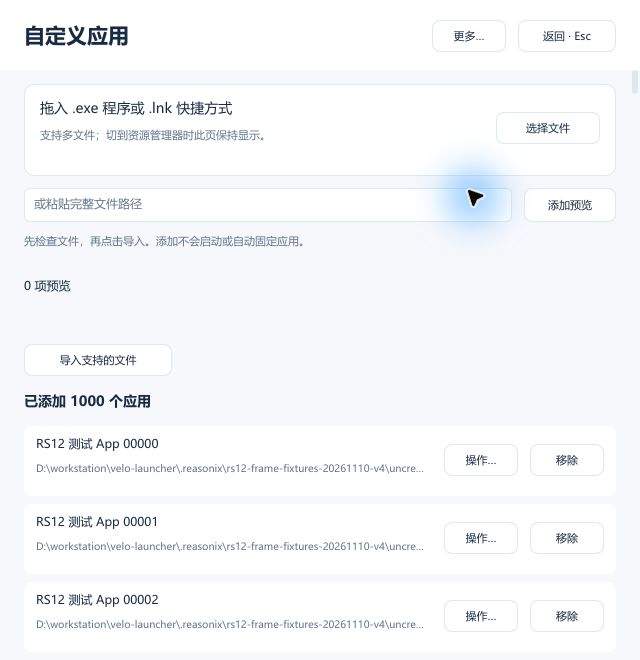 自定义应用
更多...
返回 · Esc
拖入 .exe 程序或 .lnk 快捷方式
支持多文件；切到资源管理器时此页保持显示。
选择文件
或粘贴完整文件路径
添加预览
先检查文件，再点击导入。添加不会启动或自动固定应用。
0 项预览
导入支持的文件
已添加 1000 个应用
RS12 测试 App 00000
D:\workstation\velo-launcher\.reasonix\rs12-frame-fixtures-20261110-v4\uncre...
操作...
移除
RS12 测试 App 00001
D:\workstation\velo-launcher\.reasonix\rs12-frame-fixtures-20261110-v4\uncre...
操作...
移除
RS12 测试 App 00002
D:\workstation\velo-launcher\.reasonix\rs12-frame-fixtures-20261110-v4\uncre...
操作...
移除